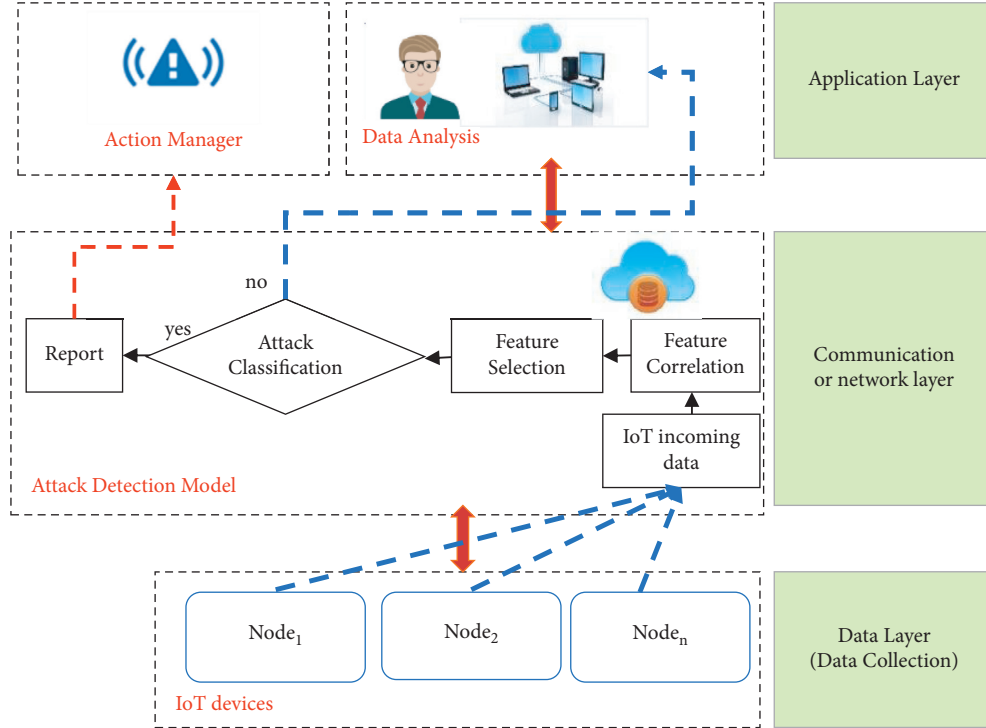 Action Manager
Data Analysis
Application Layer
no
yes
Report
Attack
Classification
Feature
Selection
Feature
Correlation
IoT incoming
data
Attack Detection Model
Communication
or network layer
Node1
Node2
Noden
IoT devices
Data Layer
(Data Collection)